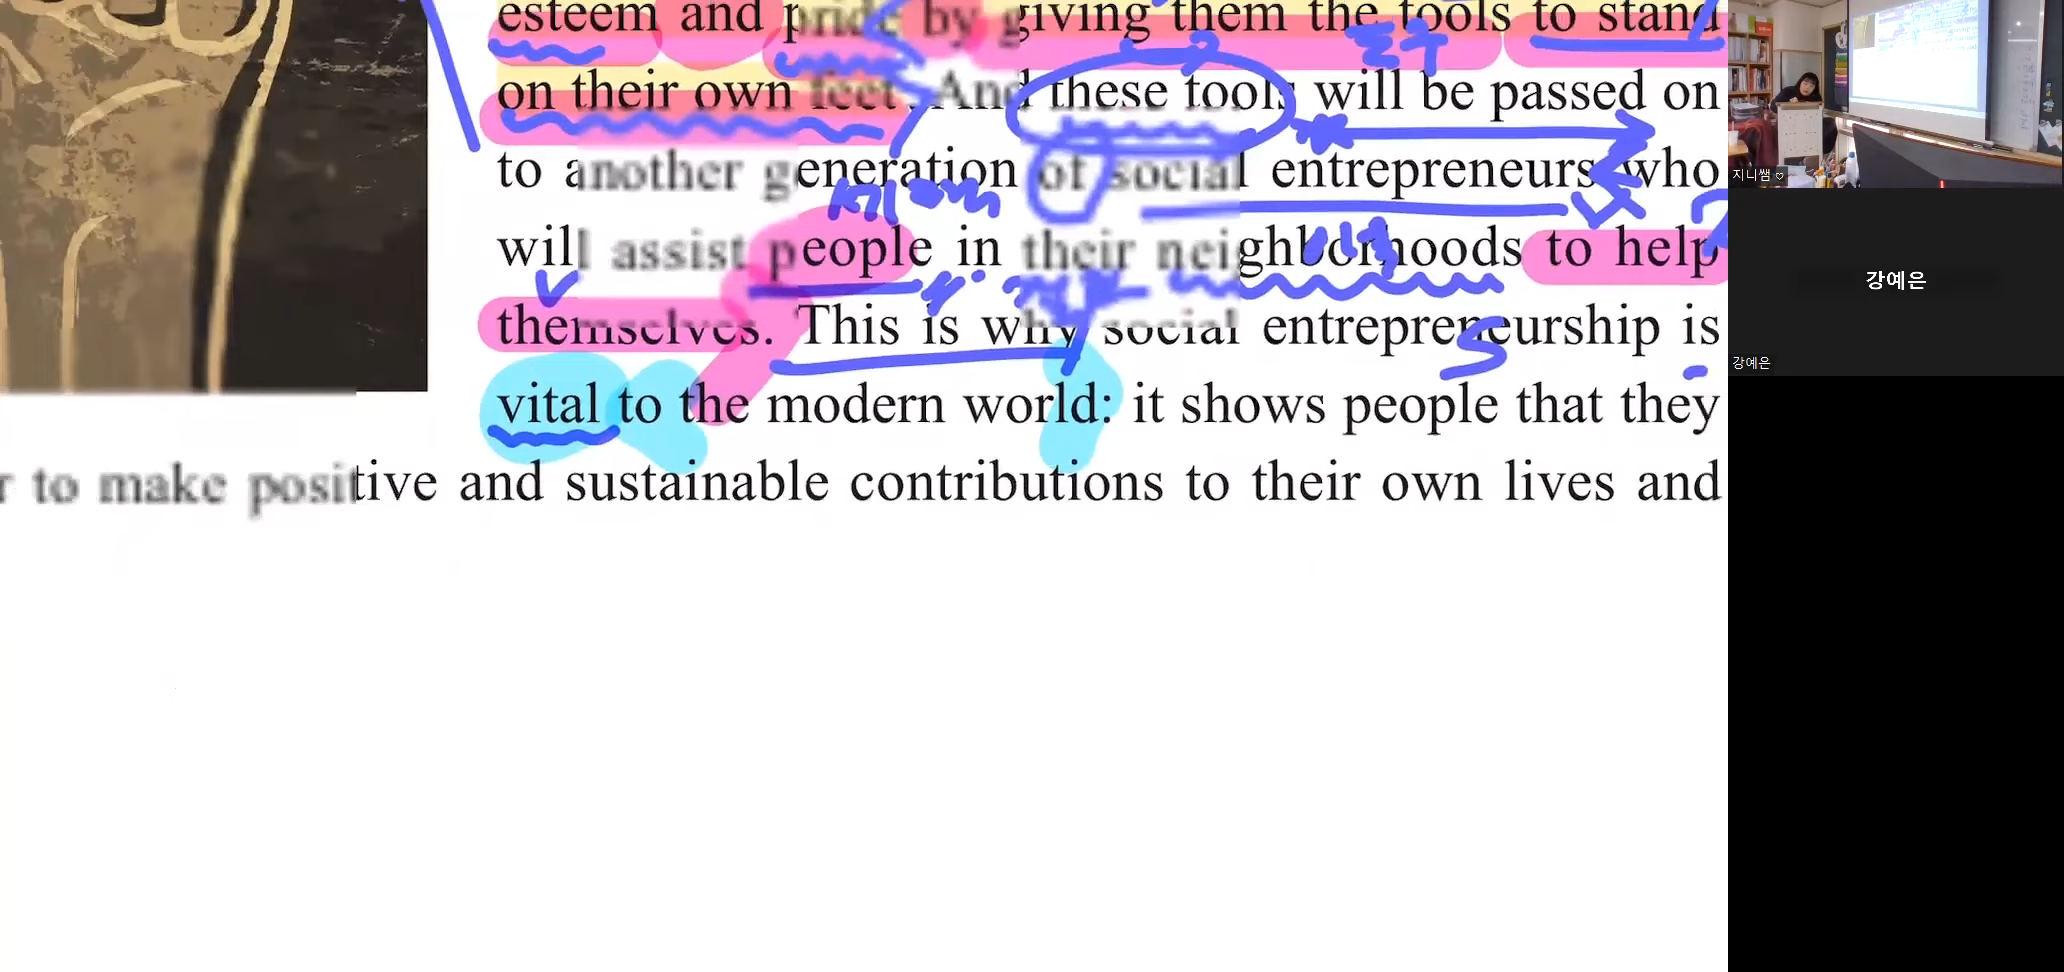 esteem and pride by giving them the tools to stand
도구
on their own feet. And these tools will be passed on
to another generation of social entrepreneurs who
will assist people in their neighborhoods to help
themselves. This is why social entrepreneurship is
S
vital to the modern world: it shows people that they
to make positive and sustainable contributions to their own lives and
지니쌤♡
강예은
강예은